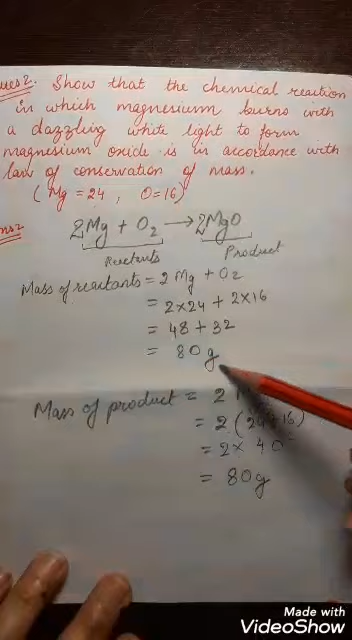 Ques2. Show that the chemical reaction
in which magnesium burns with
a dazzling white light to form
magnesium oxide is in accordance with
law of conservation of mass.
(Mg = 24, O = 16)
Ans2 2Mg + O₂ → 2MgO
Reactants Product
Mass of reactants = 2Mg + O₂
= 2×24 + 2×16
= 48 + 32
= 80g
Mass of product = 2
= 2(24+16)
= 2× 40
= 80g
Made with
VideoShow